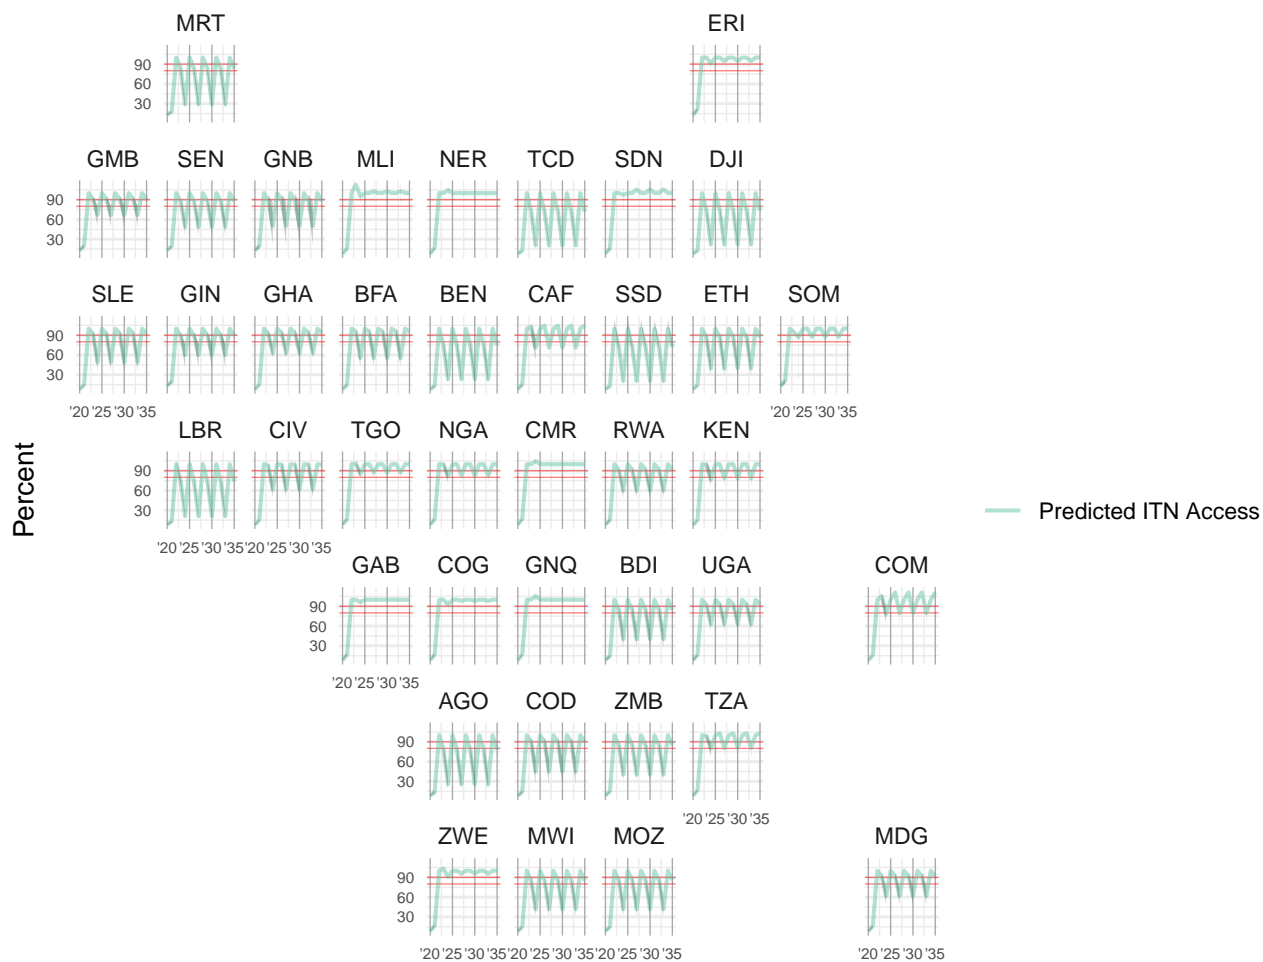 MRT ERI
90
60
30
GMB SEN GNB MLI NER TCD SDN DJI
90
60
30
SLE GIN GHA BFA BEN CAF SSD ETH SOM
90
60
30
'20 '25 '30 '35 '20 '25 '30 '35
LBR CIV TGO NGA CMR RWA KEN
90
60
30
'20 '25 '30 '35 '20 '25 '30 '35
Percent
Predicted ITN Access
GAB COG GNQ BDI UGA COM
90
60
30
'20 '25 '30 '35
AGO COD ZMB TZA
90
60
30
'20 '25 '30 '35
ZWE MWI MOZ MDG
90
60
30
'20 '25 '30 '35 '20 '25 '30 '35 '20 '25 '30 '35 '20 '25 '30 '35